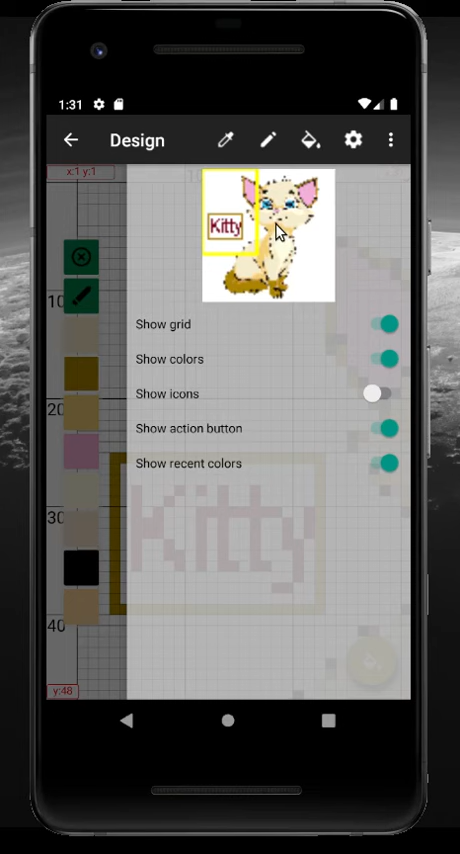 1:31
Design
x:1 y:1
10
Kitty
Show grid
Show colors
20
Show icons
Show action button
Show recent colors
30
Kitty
40
y:48